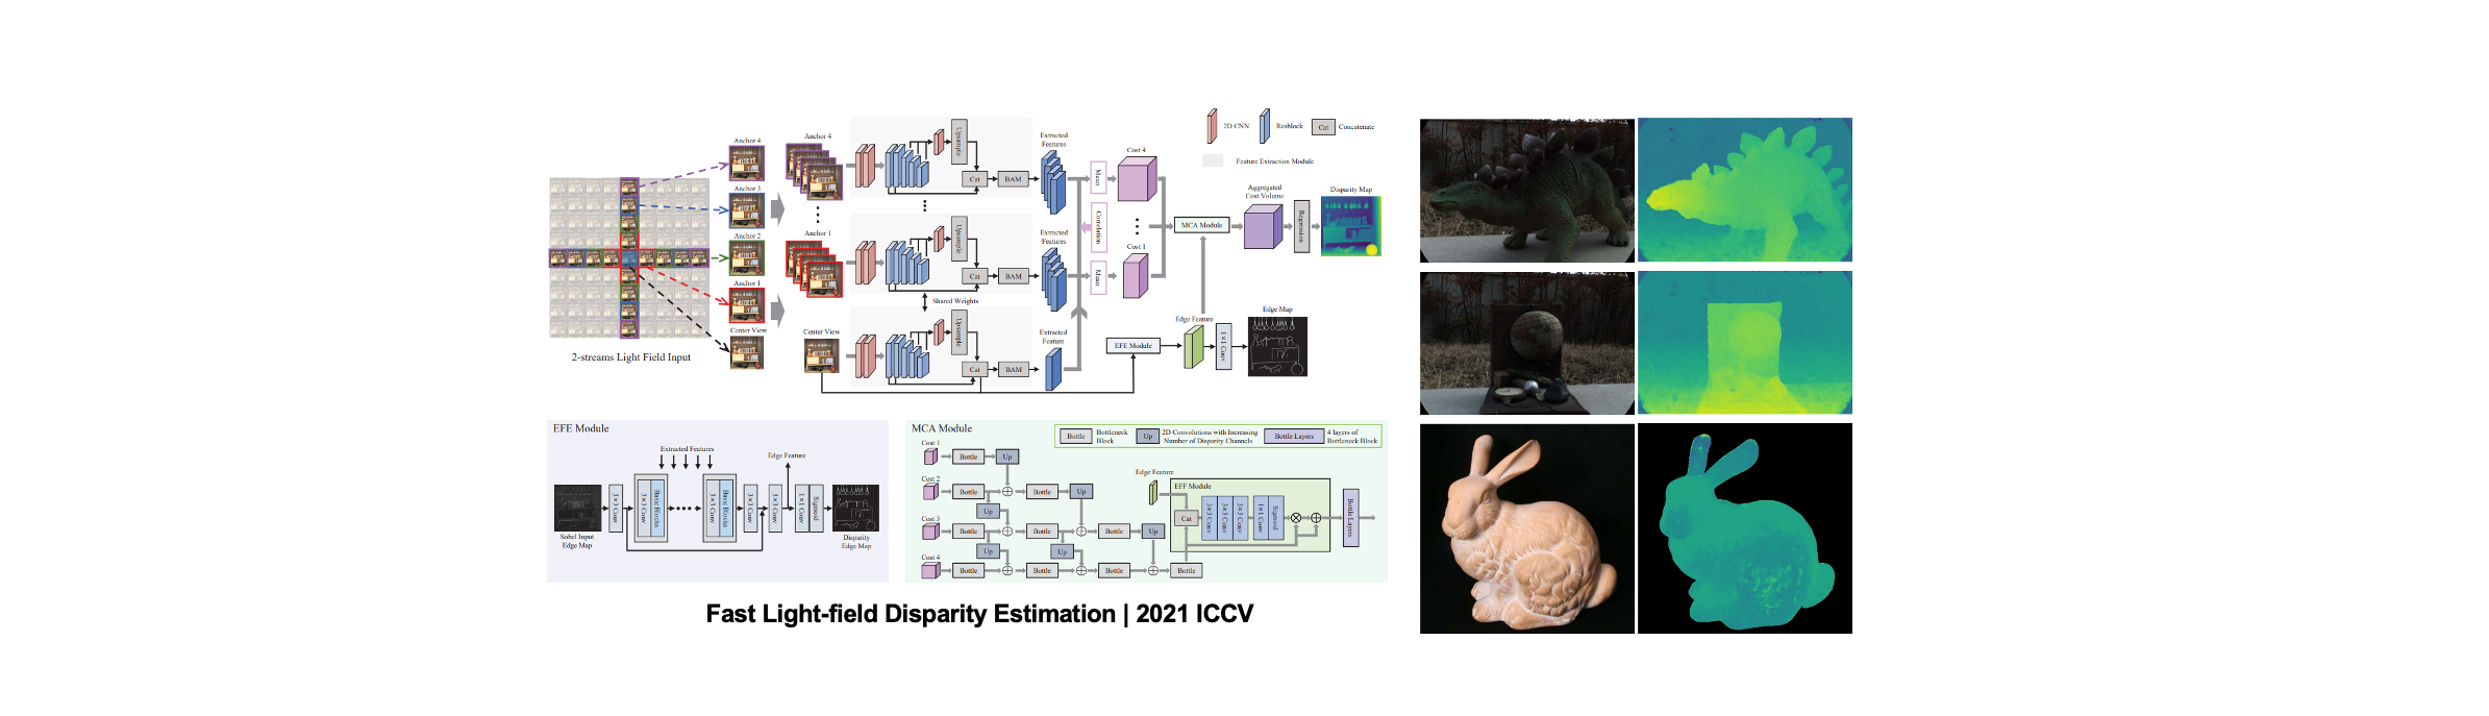 Anchor 4
Anchor 3
Anchor 2
Anchor 1
Center View
2-streams Light Field Input
Anchor 4
Anchor 1
Center View
Upsample
Cat
BAM
Extracted
Features
Upsample
Cat
BAM
Extracted
Features
Shared Weights
Upsample
Cat
BAM
Extracted
Feature
Mean
Correlation
Mean
Cost 4
Cost 1
2D CNN
Resblock
Cat
Concatenate
Feature Extraction Module
MCA Module
Aggregated
Cost Volume
Regression
Disparity Map
EFE Module
Edge Feature
1×1 Conv
Edge Map
EFE Module
Extracted Features
Edge Feature
Sobel Input
Edge Map
3×3 Conv
3×3 Conv
Basic Blocks
3×3 Conv
Basic Blocks
3×3 Conv
3×3 Conv
1×1 Conv
Sigmoid
Disparity
Edge Map
MCA Module
Bottle
Bottleneck
Block
Up
2D Convolutions with Increasing
Number of Disparity Channels
Bottle Layers
4 layers of
Bottleneck Block
Cost 1
Bottle
Up
Cost 2
Bottle
Bottle
Up
Up
Cost 3
Bottle
Bottle
Bottle
Up
Up
Up
Cost 4
Bottle
Bottle
Bottle
Bottle
Edge Feature
EFF Module
Cat
3×3 Conv
3×3 Conv
3×3 Conv
1×1 Conv
Sigmoid
Bottle Layers
Fast Light-field Disparity Estimation | 2021 ICCV